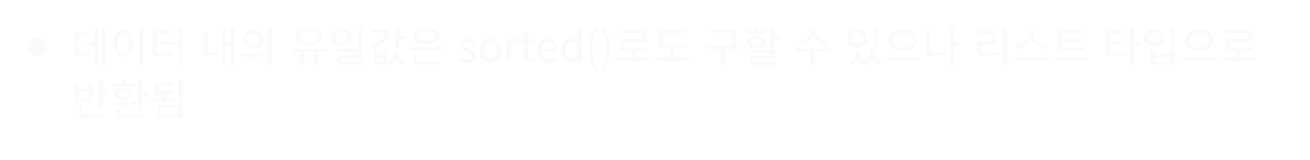 • 데이터 내의 유일값은 sorted()로도 구할 수 있으나 리스트 타입으로
반환됨